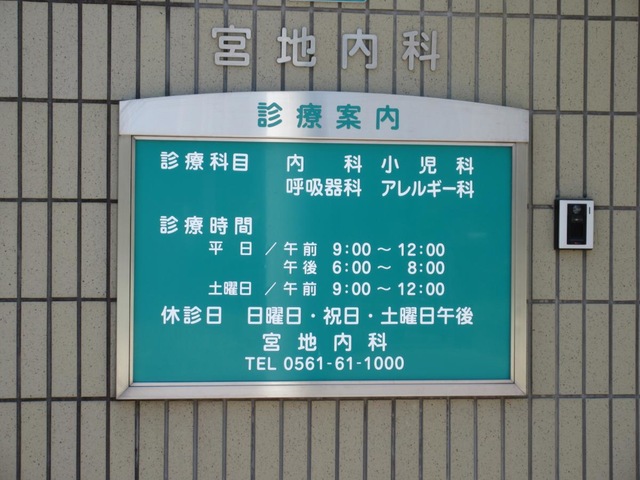 宮地内科
診療案内
診療科目 内科 小児科
呼吸器科 アレルギー科
診療時間
平日/午前 9:00~12:00
午後 6:00~8:00
土曜日/午前 9:00~12:00
休診日 日曜日・祝日・土曜日午後
宮地内科
TEL 0561-61-1000